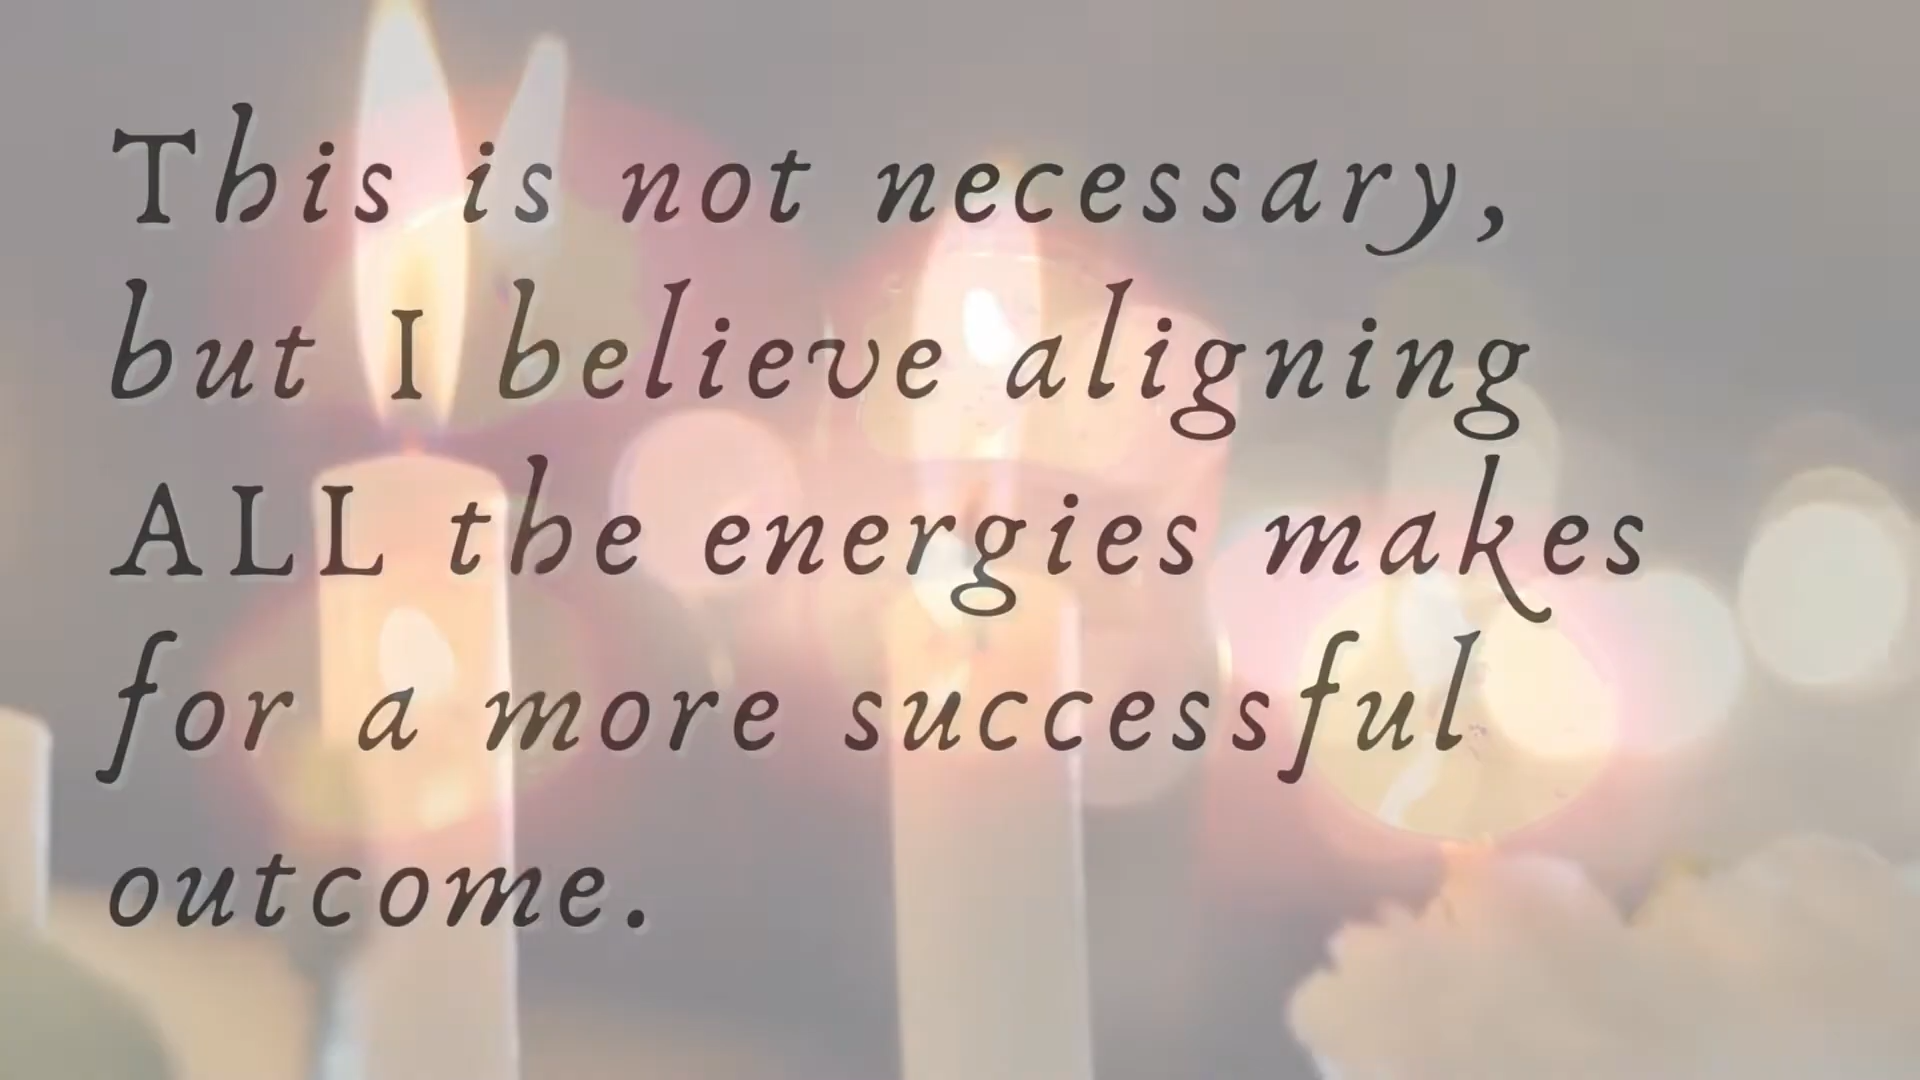 This is not necessary,
but I believe aligning
ALL the energies makes
for a more successful
outcome.